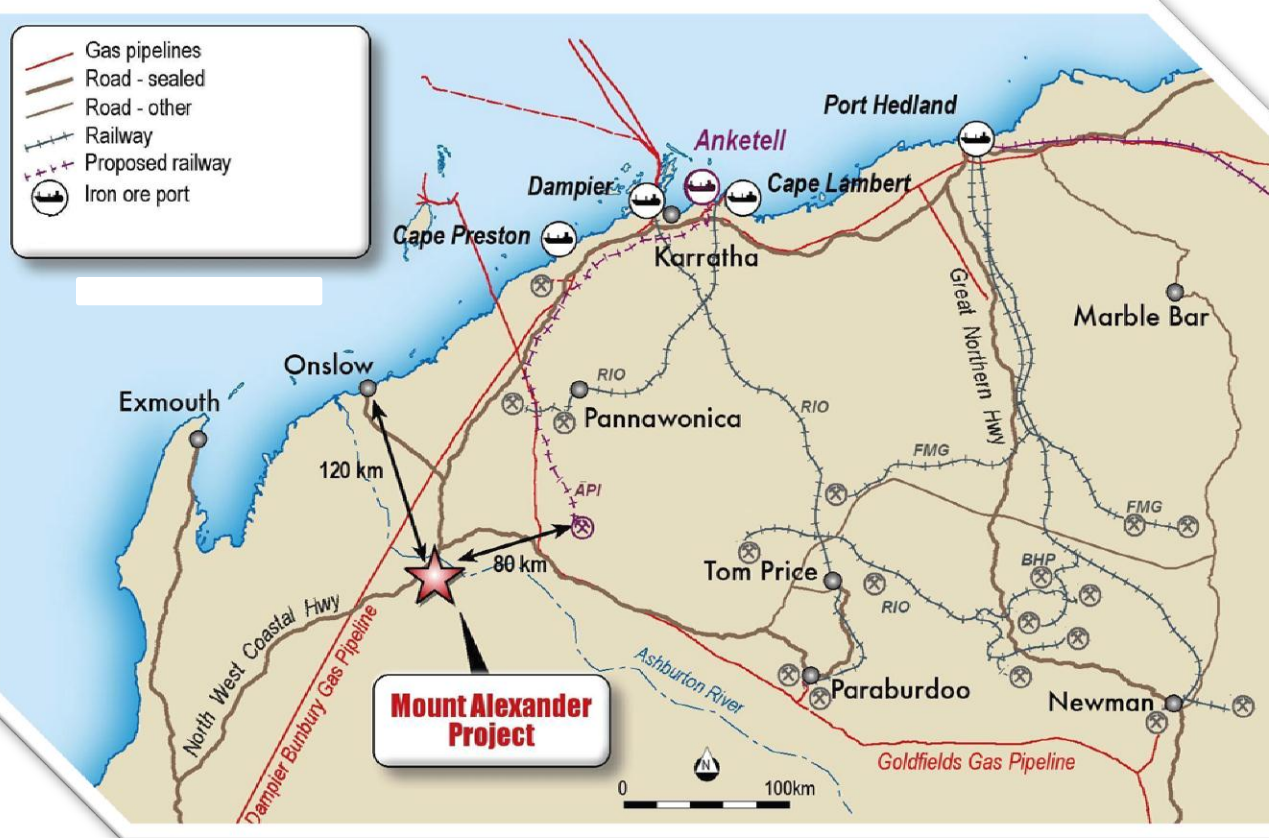 Gas pipelines
Road - sealed
Road - other
Railway
Proposed railway
Iron ore port
Port Hedland
Anketell
Dampier
Cape Lambert
Cape Preston
Karratha
Great Northern Hwy
Marble Bar
Onslow
Exmouth
RIO
Pannawonica
RIO
120 km
FMG
API
FMG
80 km
Tom Price
BHP
RIO
North West Coastal Hwy
Dampier Bunbury Gas Pipeline
Ashburton River
Mount Alexander
Project
Paraburdoo
Newman
Goldfields Gas Pipeline
N
0 100km